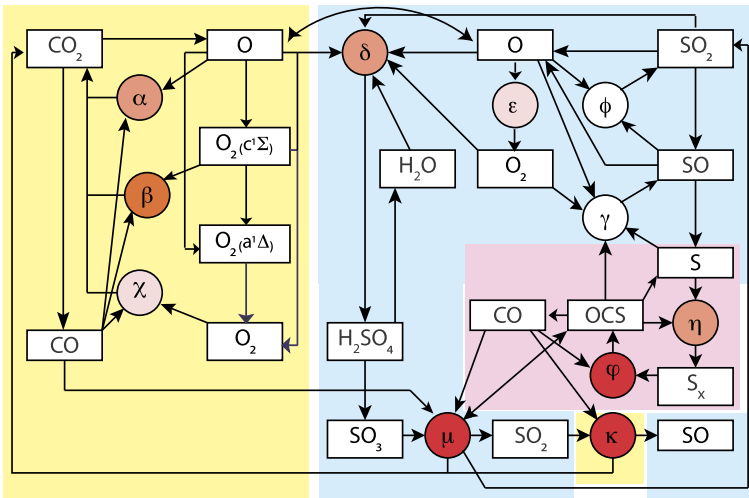 CO₂
O
O
SO₂
δ
α
ε
ϕ
O₂(c¹Σ)
H₂O
O₂
SO
β
γ
O₂(a¹Δ)
S
χ
CO
OCS
η
CO
O₂
H₂SO₄
φ
Sₓ
SO₃
μ
SO₂
κ
SO